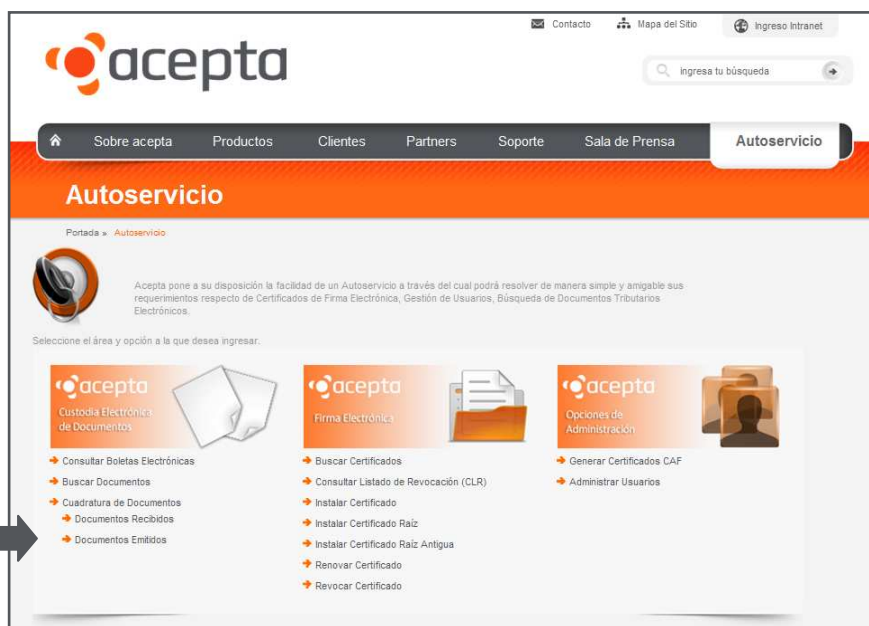 Contacto
Mapa del Sitio
Ingreso Intranet
acepta
ingresa tu búsqueda
Sobre acepta
Productos
Clientes
Partners
Soporte
Sala de Prensa
Autoservicio
Autoservicio
Portada » Autoservicio
Acepta pone a su disposición la facilidad de un Autoservicio a través del cual podrá resolver de manera simple y amigable sus
requerimientos respecto de Certificados de Firma Electrónica, Gestión de Usuarios, Búsqueda de Documentos Tributarios
Electrónicos.
Seleccione el área y opción a la que desea ingresar.
acepta
Custodia Electrónica
de Documentos
Consultar Boletas Electrónicas
Buscar Documentos
Cuadratura de Documentos
Documentos Recibidos
Documentos Emitidos
acepta
Firma Electrónica
Buscar Certificados
Consultar Listado de Revocación (CLR)
Instalar Certificado
Instalar Certificado Raíz
Instalar Certificado Raíz Antigua
Renovar Certificado
Revocar Certificado
acepta
Opciones de
Administración
Generar Certificados CAF
Administrar Usuarios